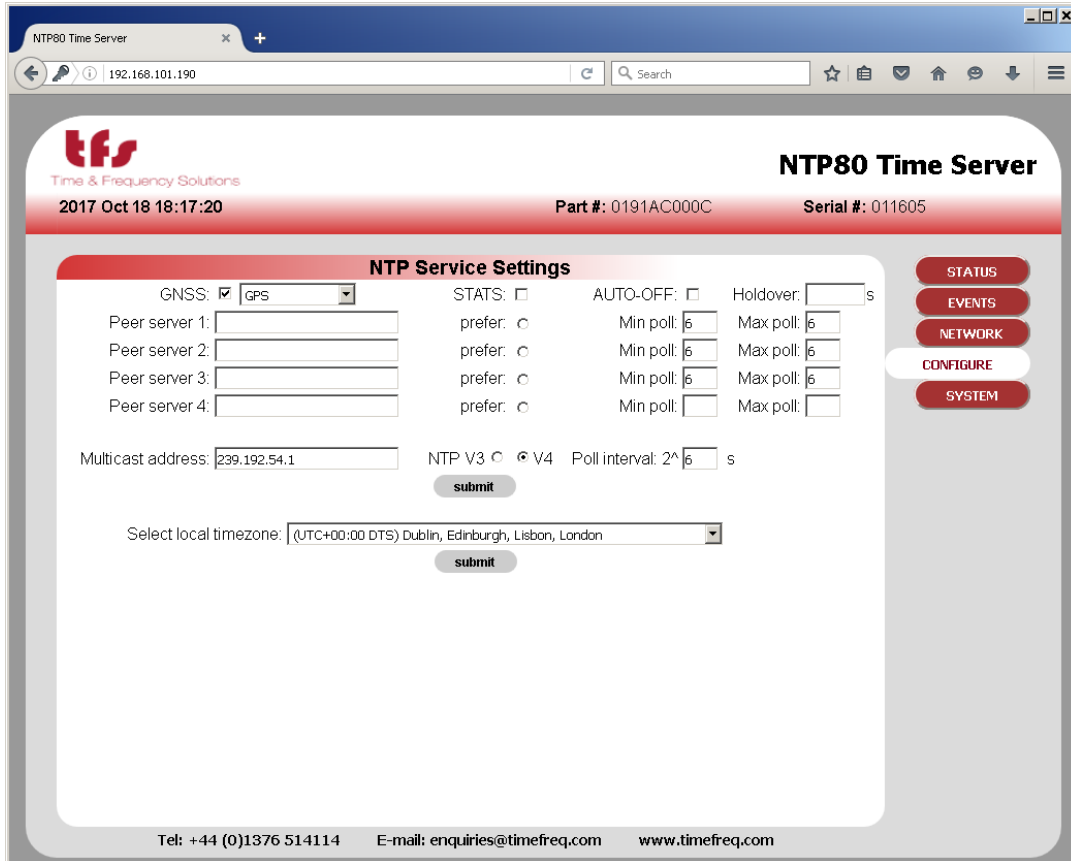 NTP80 Time Server
192.168.101.190
Search
tfs
Time & Frequency Solutions
NTP80 Time Server
2017 Oct 18 18:17:20 Part #: 0191AC000C Serial #: 011605
NTP Service Settings
GNSS: GPS STATS: AUTO-OFF: Holdover: s
Peer server 1: prefer: Min poll: 6 Max poll: 6
Peer server 2: prefer: Min poll: 6 Max poll: 6
Peer server 3: prefer: Min poll: 6 Max poll: 6
Peer server 4: prefer: Min poll: Max poll:
Multicast address: 239.192.54.1 NTP V3 V4 Poll interval: 2^ 6 s
submit
Select local timezone: (UTC+00:00 DTS) Dublin, Edinburgh, Lisbon, London
submit
STATUS
EVENTS
NETWORK
CONFIGURE
SYSTEM
Tel: +44 (0)1376 514114 E-mail: enquiries@timefreq.com www.timefreq.com